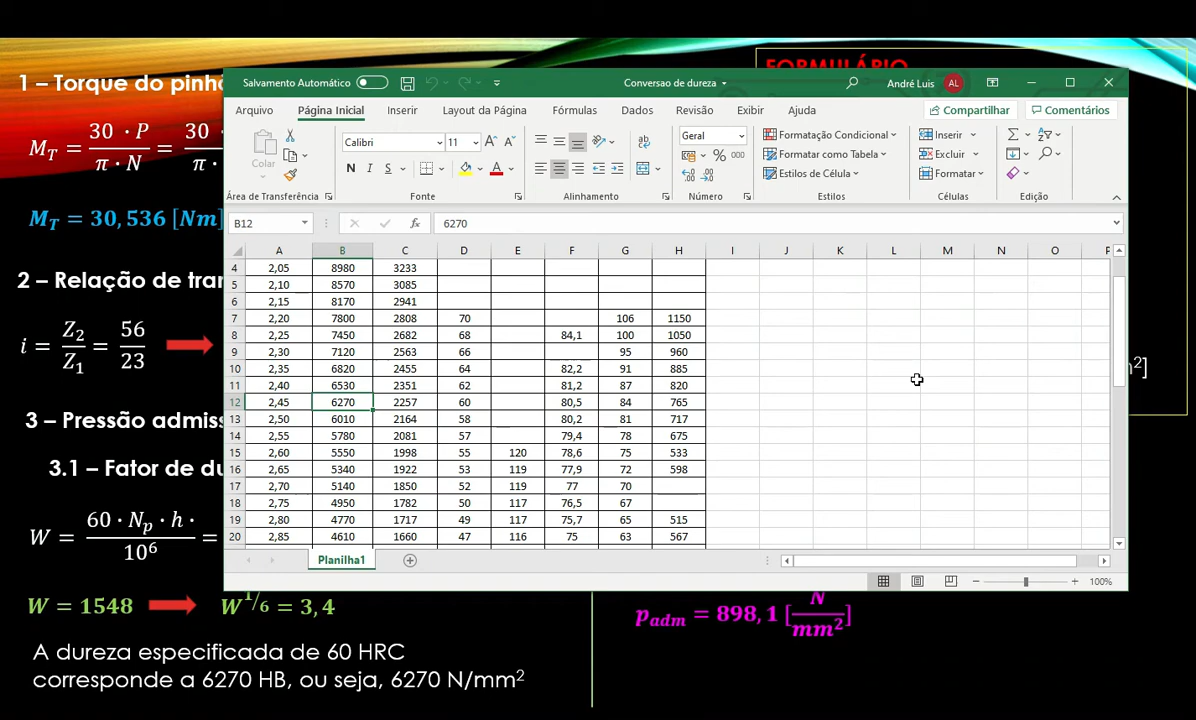 1 – Torque do pinhã
M_T = 30 · P / π · N = 30 · / π ·
M_T = 30, 536 [Nm]
2 – Relação de tran
i = Z_2 / Z_1 = 56 / 23
3 – Pressão admiss
3.1 – Fator de du
W = 60 · N_p · h · / 10^6 =
W = 1548 W^1/6 = 3, 4
A dureza especificada de 60 HRC
corresponde a 6270 HB, ou seja, 6270 N/mm²
FORMULÁRIO
p_adm = 898, 1 [N / mm²]
Salvamento Automático Conversao de dureza André Luis AL
Arquivo Página Inicial Inserir Layout da Página Fórmulas Dados Revisão Exibir Ajuda Compartilhar Comentários
Colar
Calibri 11
N I S
Geral
% 000
Formatação Condicional
Formatar como Tabela
Estilos de Célula
Inserir
Excluir
Formatar
Área de Transferência Fonte Alinhamento Número Estilos Células Edição
B12 fx 6270
A B C D E F G H I J K L M N O P
4 2,05 8980 3233
5 2,10 8570 3085
6 2,15 8170 2941
7 2,20 7800 2808 70 106 1150
8 2,25 7450 2682 68 84,1 100 1050
9 2,30 7120 2563 66 95 960
10 2,35 6820 2455 64 82,2 91 885
11 2,40 6530 2351 62 81,2 87 820
12 2,45 6270 2257 60 80,5 84 765
13 2,50 6010 2164 58 80,2 81 717
14 2,55 5780 2081 57 79,4 78 675
15 2,60 5550 1998 55 120 78,6 75 533
16 2,65 5340 1922 53 119 77,9 72 598
17 2,70 5140 1850 52 119 77 70
18 2,75 4950 1782 50 117 76,5 67
19 2,80 4770 1717 49 117 75,7 65 515
20 2,85 4610 1660 47 116 75 63 567
Planilha1
100%